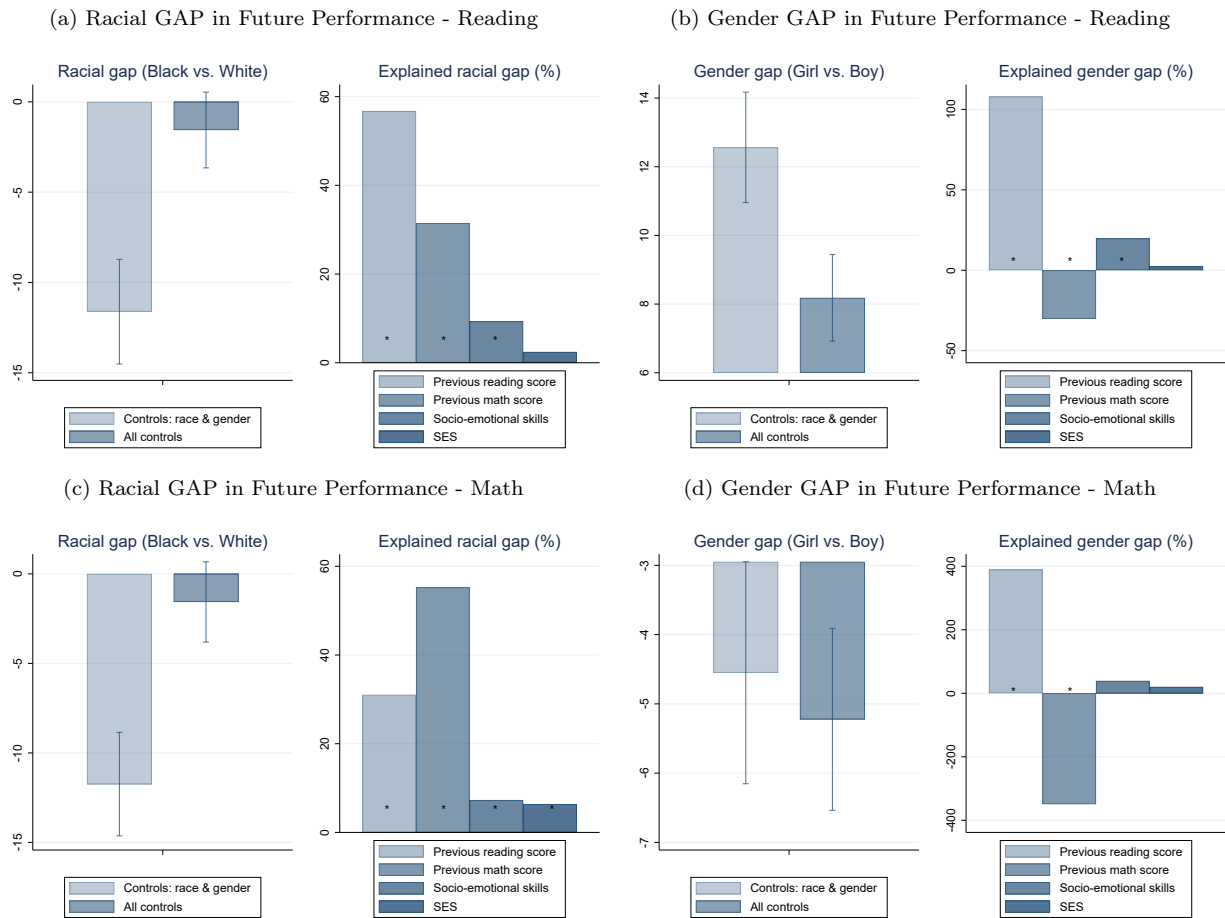 (a) Racial GAP in Future Performance - Reading
Racial gap (Black vs. White)
0
-5
-10
-15
Controls: race & gender
All controls
Explained racial gap (%)
60
40
20
0
*
*
*
Previous reading score
Previous math score
Socio-emotional skills
SES
(b) Gender GAP in Future Performance - Reading
Gender gap (Girl vs. Boy)
14
12
10
8
6
Controls: race & gender
All controls
Explained gender gap (%)
100
50
0
-50
*
*
*
Previous reading score
Previous math score
Socio-emotional skills
SES
(c) Racial GAP in Future Performance - Math
Racial gap (Black vs. White)
0
-5
-10
-15
Controls: race & gender
All controls
Explained racial gap (%)
60
40
20
0
*
*
*
*
Previous reading score
Previous math score
Socio-emotional skills
SES
(d) Gender GAP in Future Performance - Math
Gender gap (Girl vs. Boy)
-3
-4
-5
-6
-7
Controls: race & gender
All controls
Explained gender gap (%)
400
200
0
-200
-400
*
*
Previous reading score
Previous math score
Socio-emotional skills
SES